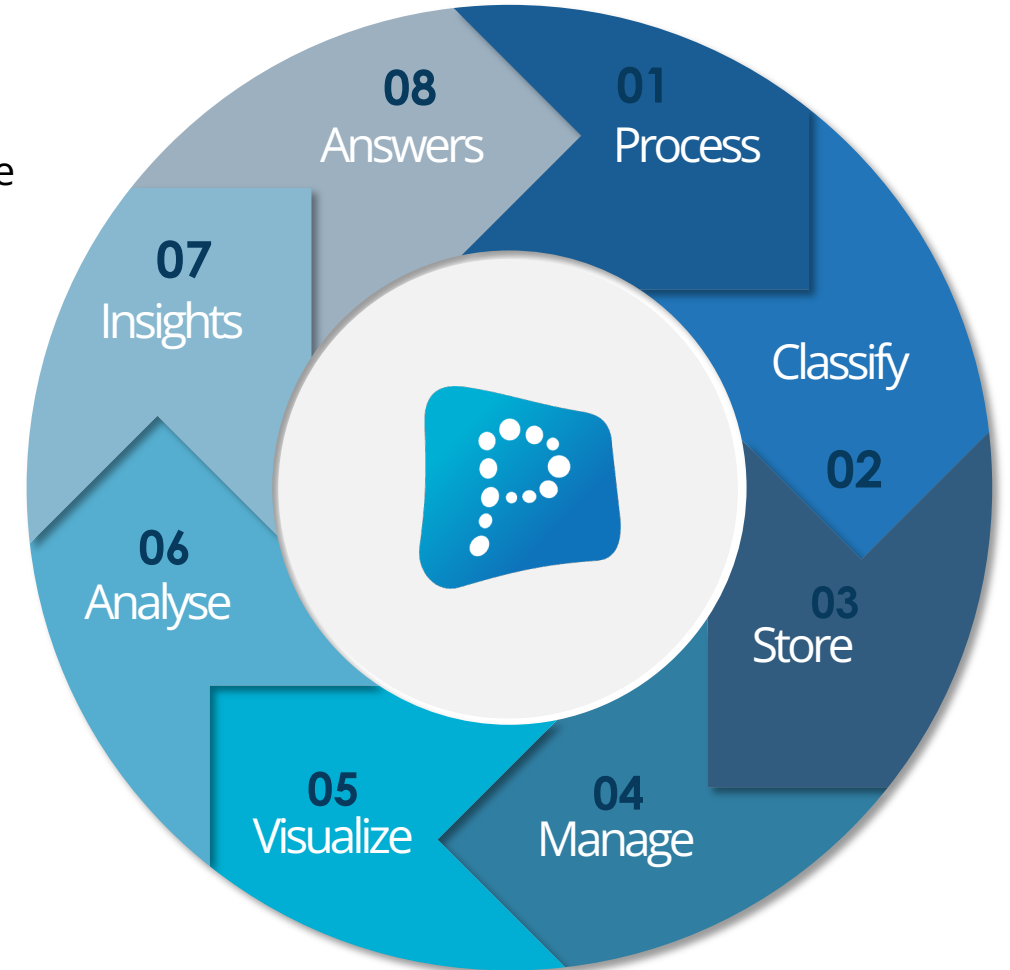 01
Process
Classify
02
03
Store
04
Manage
05
Visualize
06
Analyse
07
Insights
08
Answers
e
P